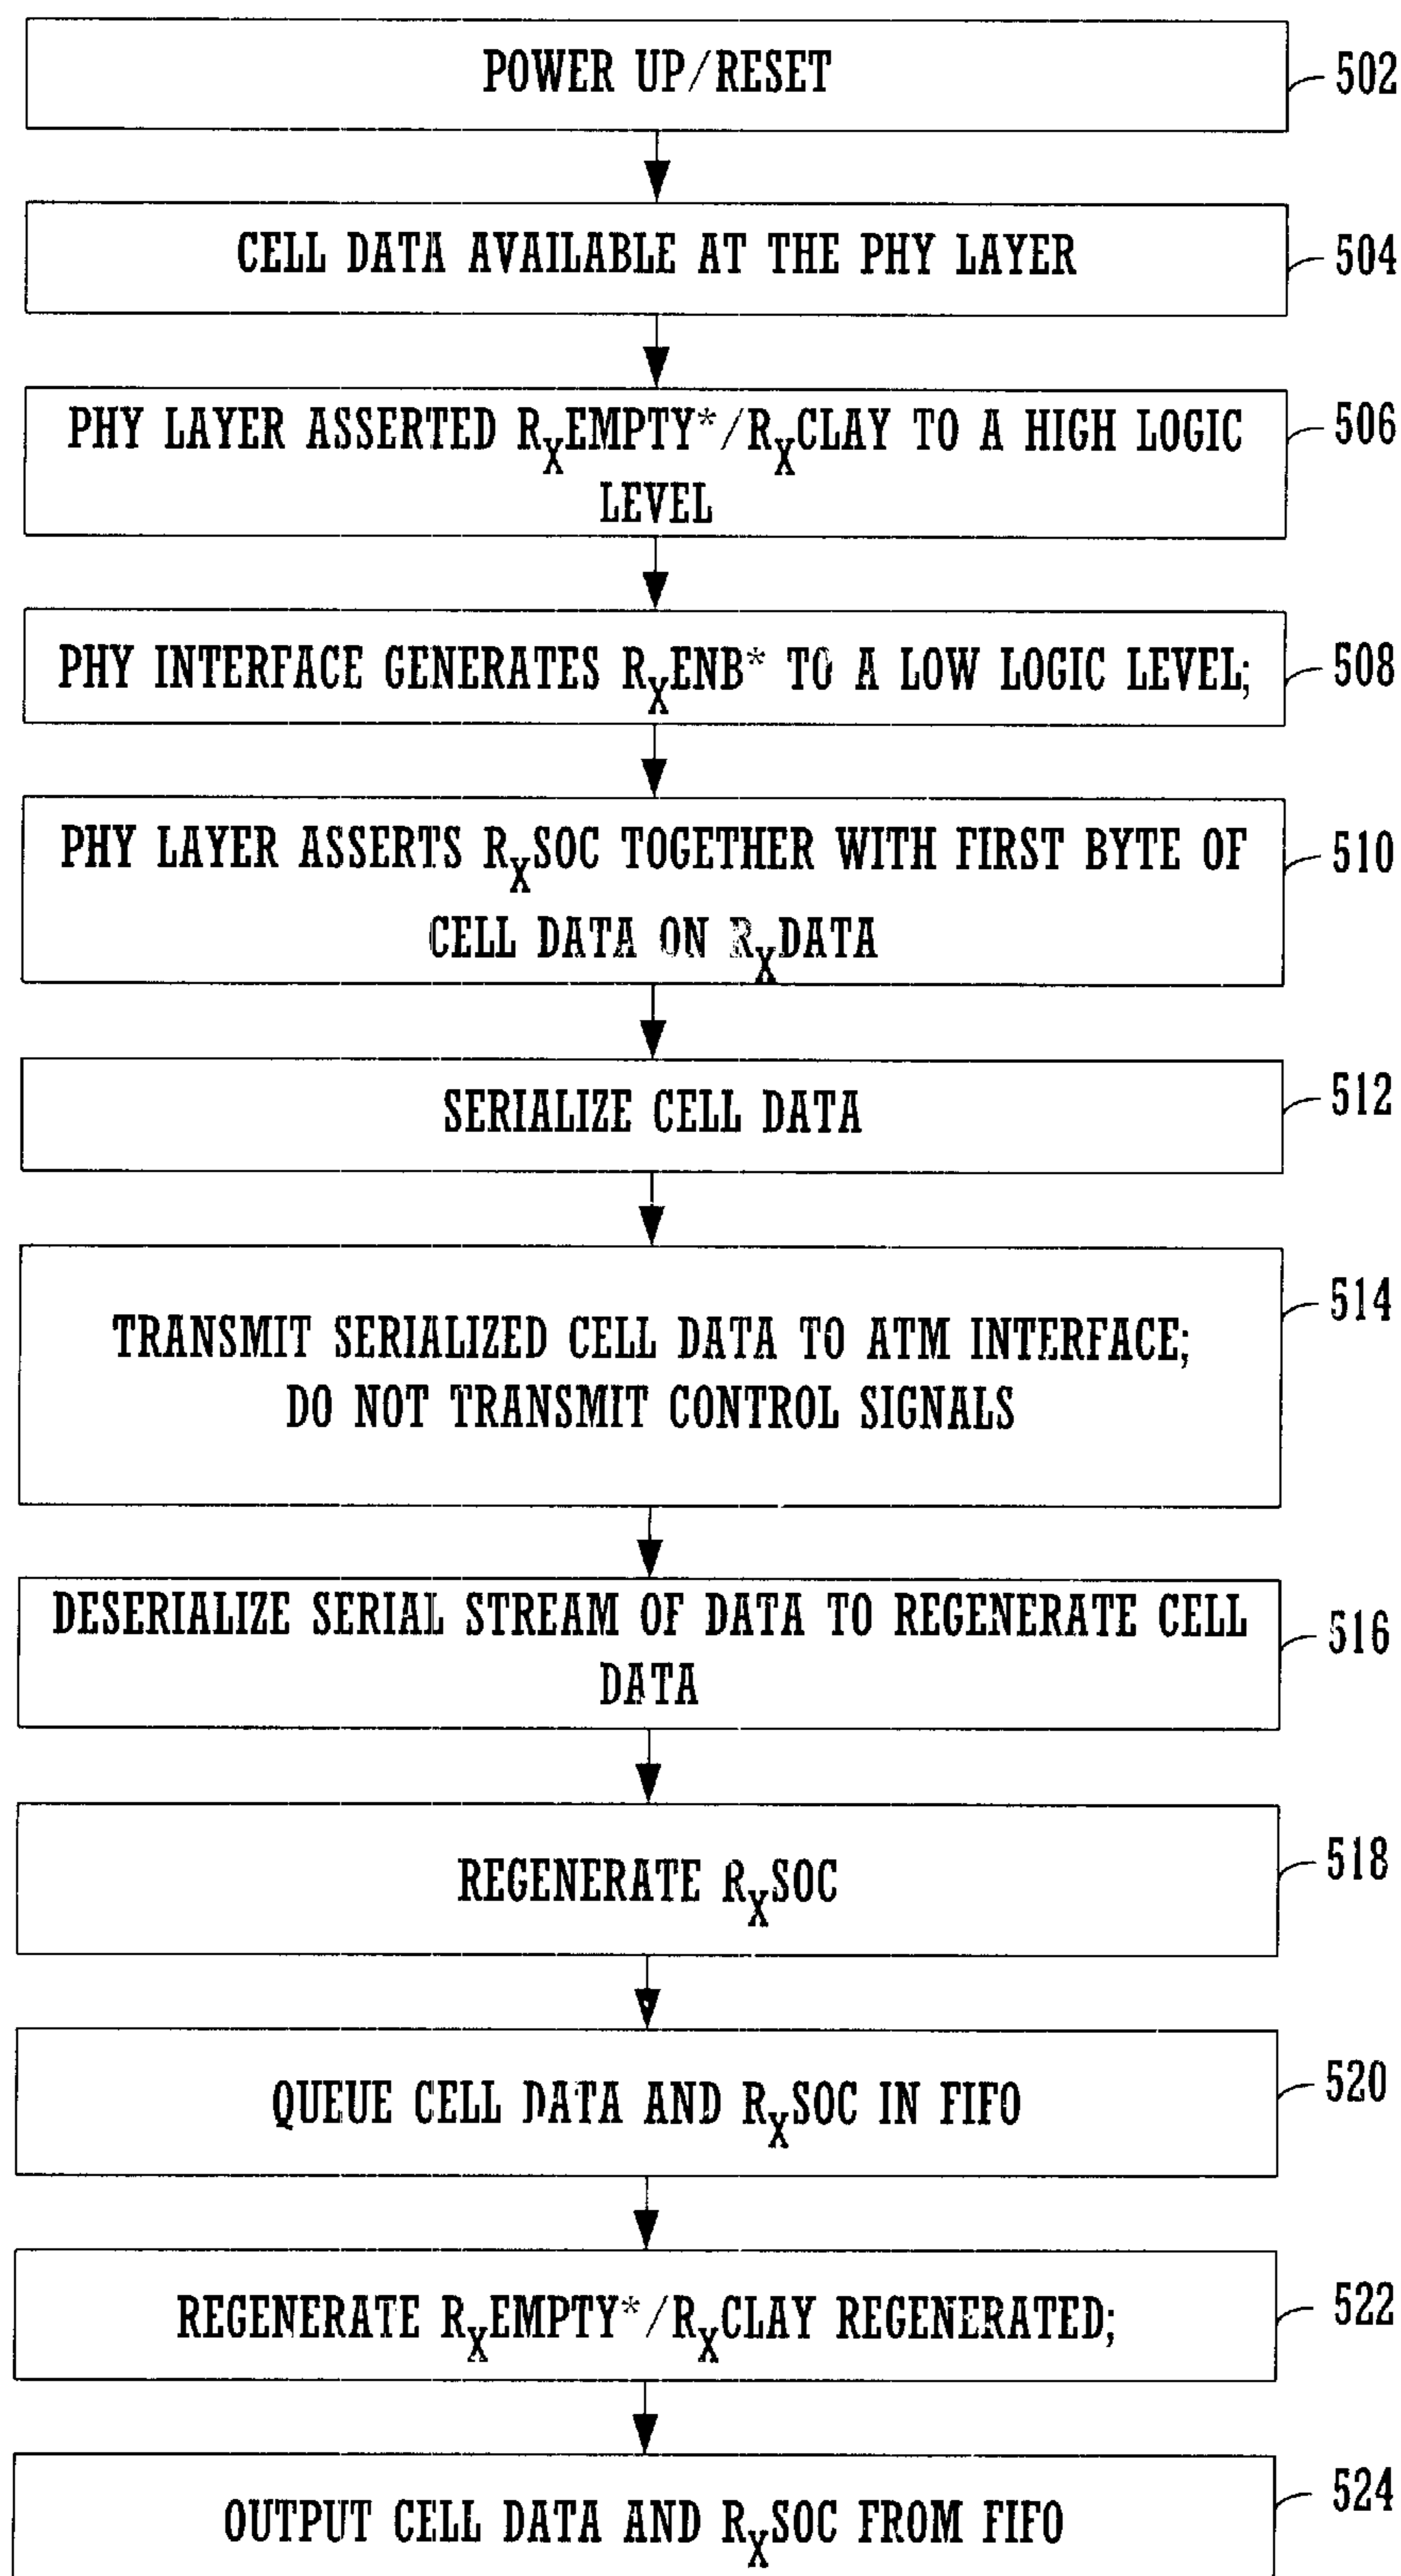 POWER UP/RESET
502
CELL DATA AVAILABLE AT THE PHY LAYER
504
PHY LAYER ASSERTED RXEMPTY*/RXCLAY TO A HIGH LOGIC
LEVEL
506
PHY INTERFACE GENERATES RXENB* TO A LOW LOGIC LEVEL;
508
PHY LAYER ASSERTS RXSOC TOGETHER WITH FIRST BYTE OF
CELL DATA ON RXDATA
510
SERIALIZE CELL DATA
512
TRANSMIT SERIALIZED CELL DATA TO ATM INTERFACE;
DO NOT TRANSMIT CONTROL SIGNALS
514
DESERIALIZE SERIAL STREAM OF DATA TO REGENERATE CELL
DATA
516
REGENERATE RXSOC
518
QUEUE CELL DATA AND RXSOC IN FIFO
520
REGENERATE RXEMPTY*/RXCLAY REGENERATED;
522
OUTPUT CELL DATA AND RXSOC FROM FIFO
524